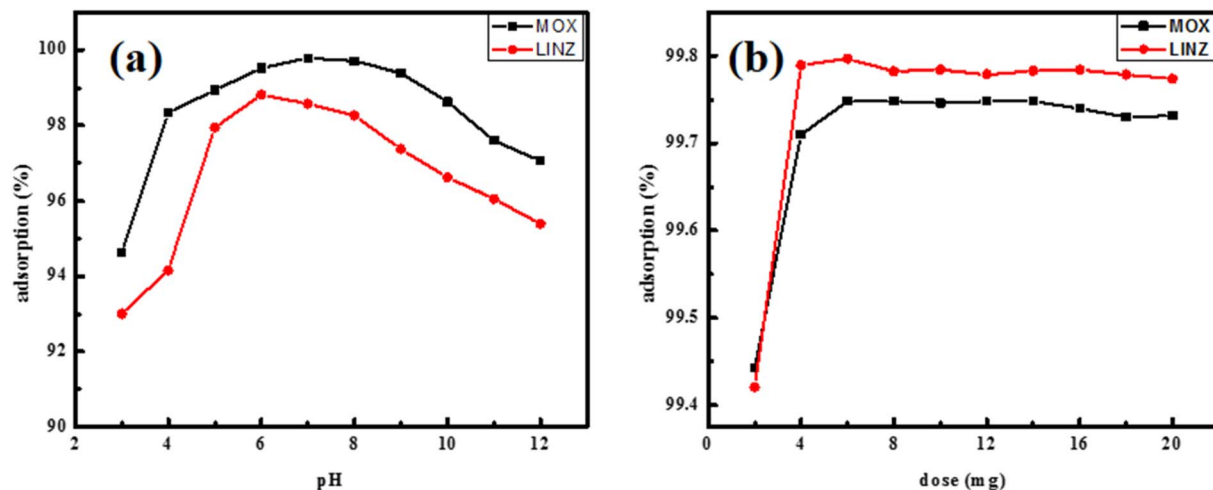 (a)
MOX
LINZ
100
98
96
94
92
90
adsorption (%)
2 4 6 8 10 12
pH
(b)
MOX
LINZ
99.8
99.7
99.6
99.5
99.4
adsorption (%)
0 4 8 12 16 20
dose (mg)